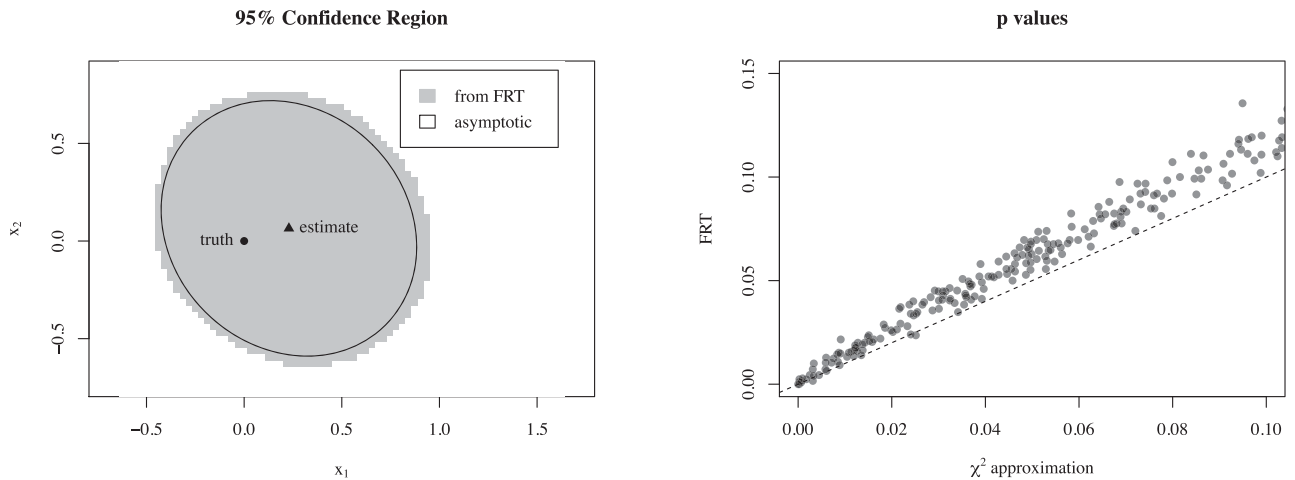 95% Confidence Region
from FRT
asymptotic
truth
estimate
−0.5
0.0
0.5
x2
−0.5
0.0
0.5
1.0
1.5
x1
p values
0.15
0.10
0.05
0.00
FRT
0.00
0.02
0.04
0.06
0.08
0.10
χ2 approximation